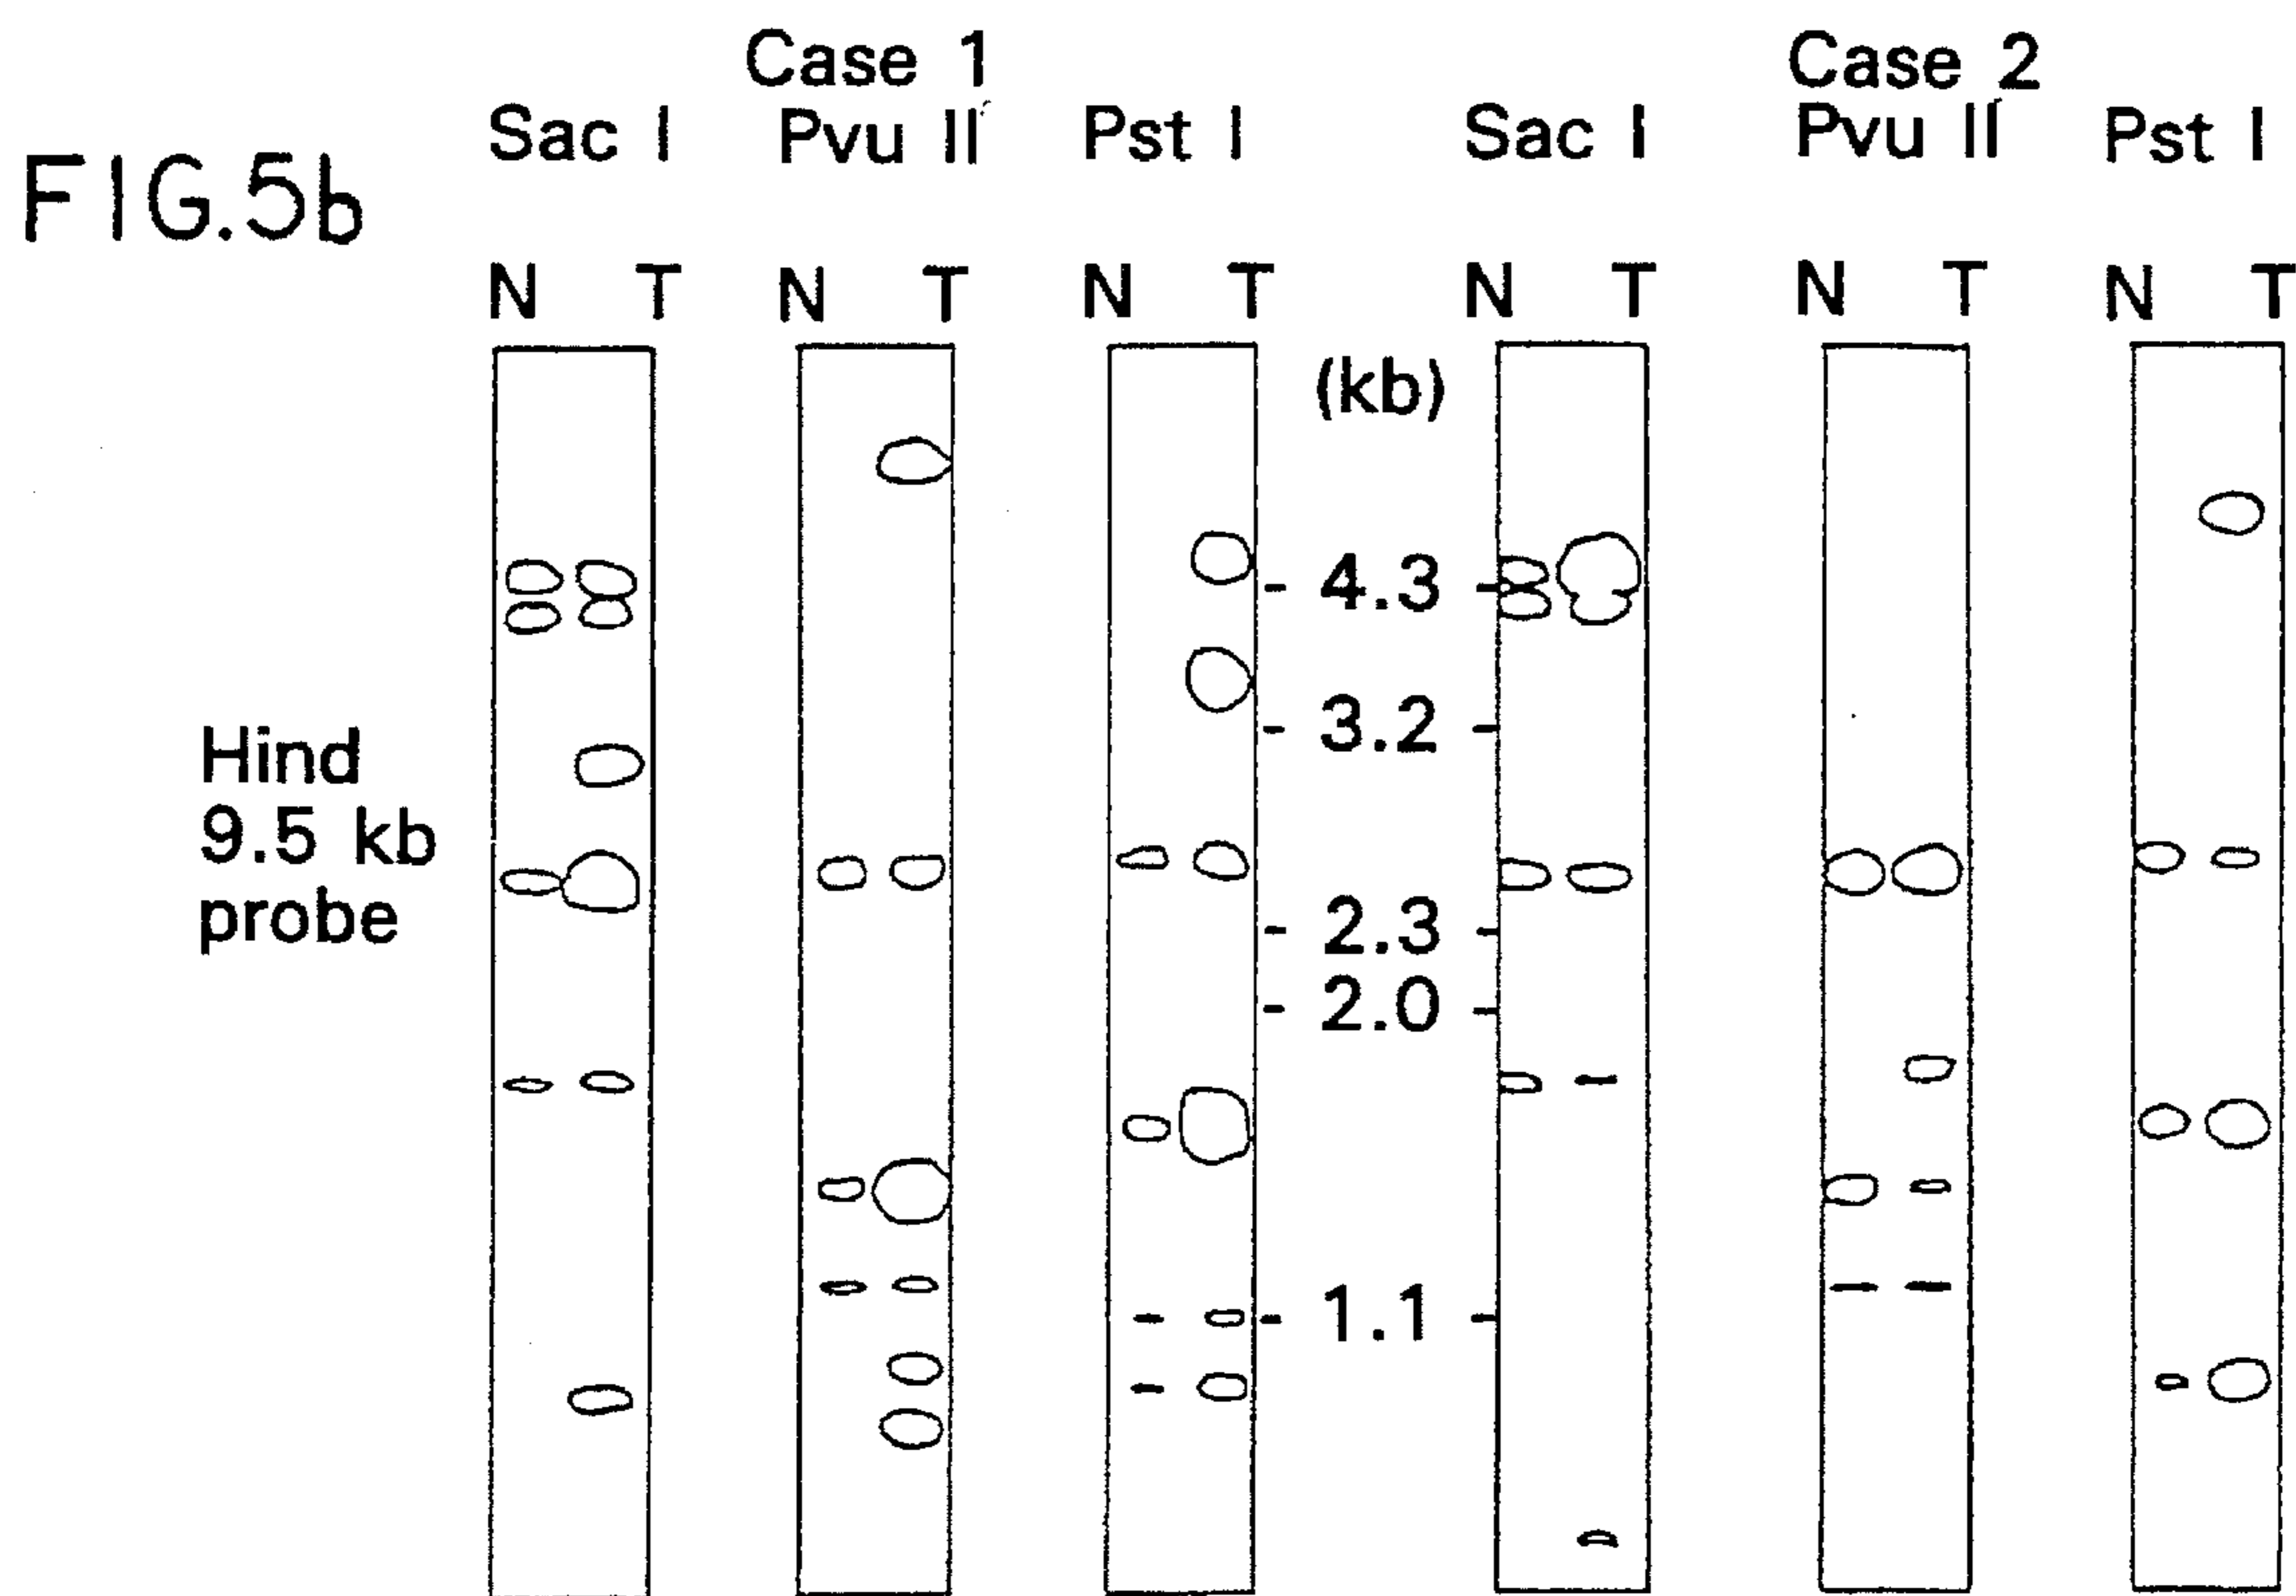 FIG.5b
Case 1
Sac I Pvu II Pst I
Case 2
Sac I Pvu II Pst I
N T N T N T N T N T N T
(kb)
4.3
3.2
2.3
2.0
1.1
Hind
9.5 kb
probe